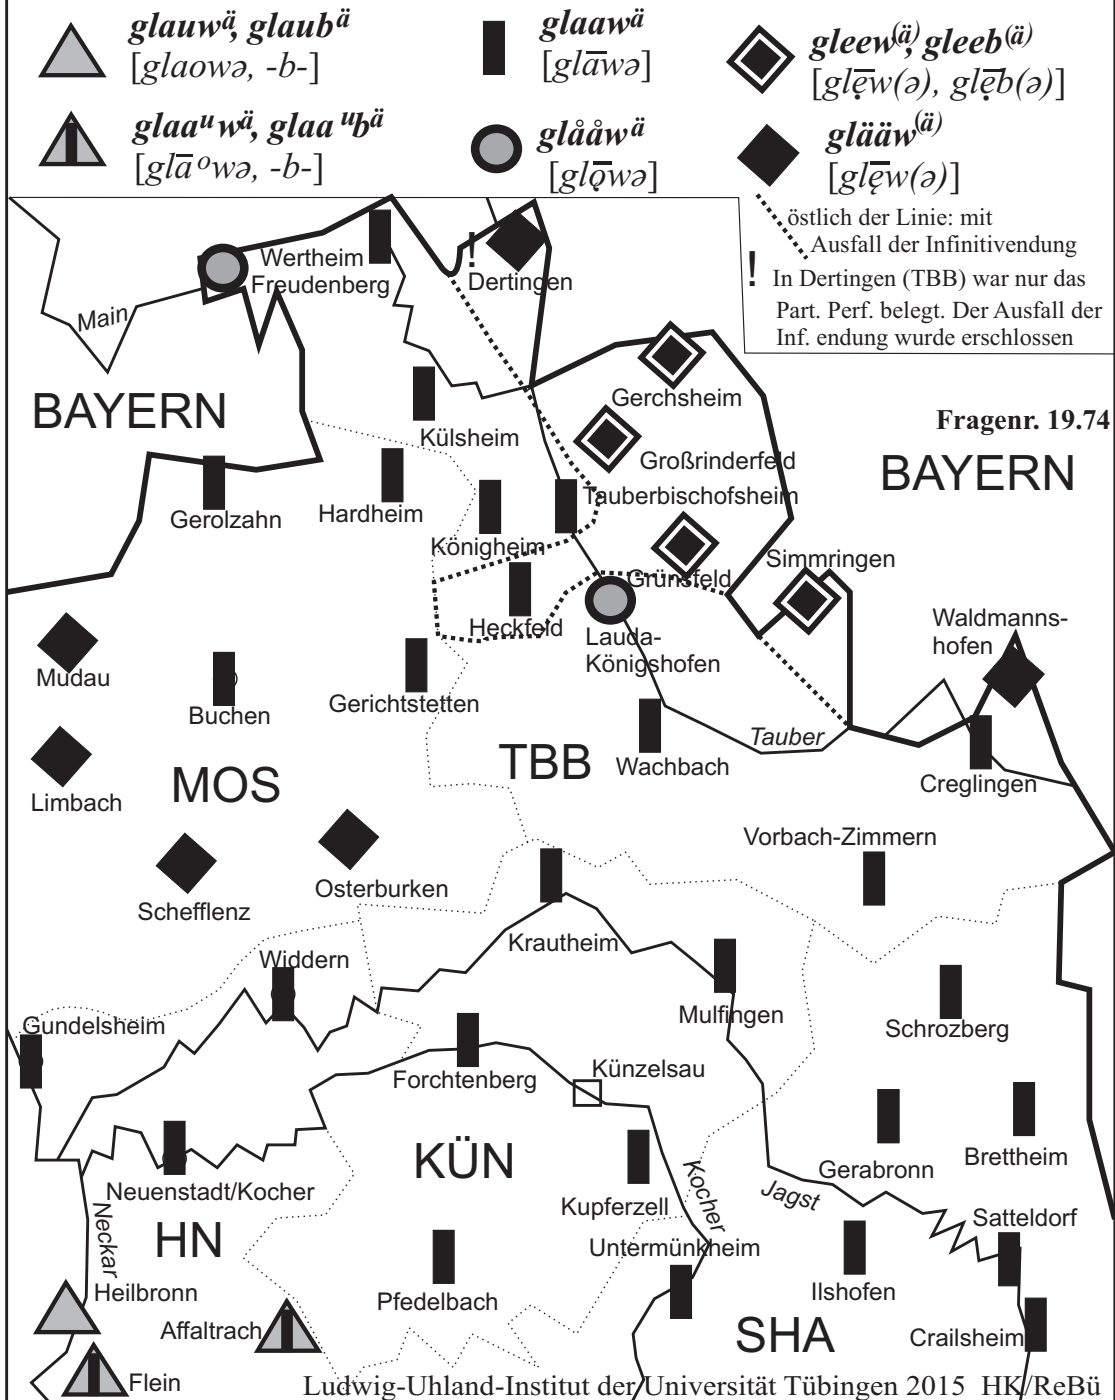 glauwä, glaubä
[glaowə, -b-]
glaaᵘwä, glaaᵘbä
[glāᵒwə, -b-]
glaawä
[glāwə]
glååwä
[glǭwə]
gleew(ä), gleeb(ä)
[glẹ̄w(ə), glẹ̄b(ə)]
glääw(ä)
[glę̄w(ə)]
östlich der Linie: mit
Ausfall der Infinitivendung
! In Dertingen (TBB) war nur das
Part. Perf. belegt. Der Ausfall der
Inf. endung wurde erschlossen
Wertheim
Freudenberg
!
Dertingen
Main
BAYERN
Gerchsheim
Fragenr. 19.74
Külsheim
Großrinderfeld
BAYERN
Tauberbischofsheim
Gerolzahn
Hardheim
Königheim
Simmringen
Grünsfeld
Heckfeld
Lauda-
Königshofen
Waldmanns-
hofen
Mudau
Buchen
Gerichtstetten
Tauber
Wachbach
TBB
MOS
Limbach
Creglingen
Vorbach-Zimmern
Osterburken
Schefflenz
Krautheim
Widdern
Mulfingen
Gundelsheim
Schrozberg
Künzelsau
Forchtenberg
KÜN
Gerabronn
Brettheim
Neuenstadt/Kocher
Kupferzell
Kocher
Jagst
Neckar
HN
Satteldorf
Untermünkheim
Heilbronn
Pfedelbach
Ilshofen
Affaltrach
SHA
Crailsheim
Flein
Ludwig-Uhland-Institut der Universität Tübingen 2015 HK/ReBü